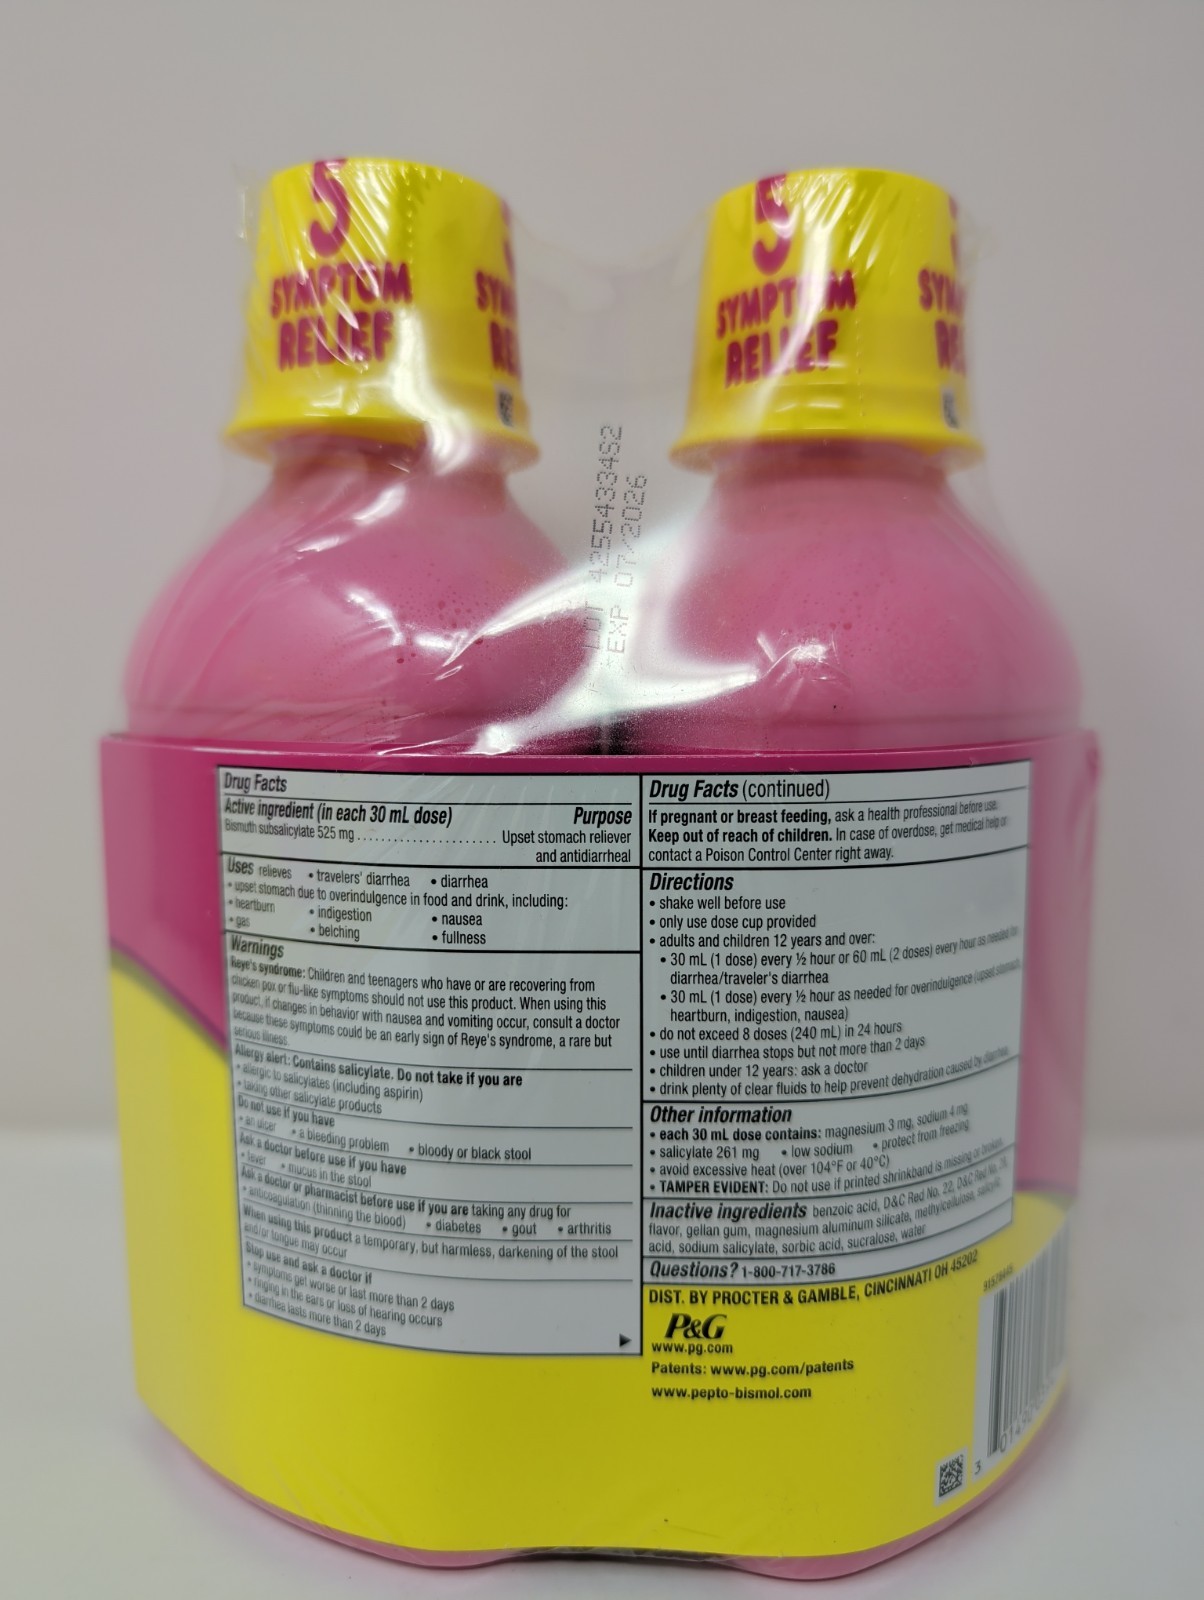 5
SYMPTOM
RELIEF
5
SYMPTOM
RELIEF
LOT 42554334S2
EXP 07/2026
Drug Facts
Active ingredient (in each 30 mL dose) Purpose
Bismuth subsalicylate 525 mg ...................... Upset stomach reliever
and antidiarrheal
Uses relieves • travelers' diarrhea • diarrhea
• upset stomach due to overindulgence in food and drink, including:
• heartburn • indigestion • nausea
• gas • belching • fullness
Warnings
Reye's syndrome: Children and teenagers who have or are recovering from
chicken pox or flu-like symptoms should not use this product. When using this
product, if changes in behavior with nausea and vomiting occur, consult a doctor
because these symptoms could be an early sign of Reye's syndrome, a rare but
serious illness.
Allergy alert: Contains salicylate. Do not take if you are
• allergic to salicylates (including aspirin)
• taking other salicylate products
Do not use if you have
• an ulcer • a bleeding problem • bloody or black stool
Ask a doctor before use if you have
• fever • mucus in the stool
Ask a doctor or pharmacist before use if you are taking any drug for
• anticoagulation (thinning the blood) • diabetes • gout • arthritis
When using this product a temporary, but harmless, darkening of the stool
and/or tongue may occur
Stop use and ask a doctor if
• symptoms get worse or last more than 2 days
• ringing in the ears or loss of hearing occurs
• diarrhea lasts more than 2 days
Drug Facts (continued)
If pregnant or breast feeding, ask a health professional before use.
Keep out of reach of children. In case of overdose, get medical help or
contact a Poison Control Center right away.
Directions
• shake well before use
• only use dose cup provided
• adults and children 12 years and over:
• 30 mL (1 dose) every ½ hour or 60 mL (2 doses) every hour as needed for
diarrhea/traveler's diarrhea
• 30 mL (1 dose) every ½ hour as needed for overindulgence (upset stomach,
heartburn, indigestion, nausea)
• do not exceed 8 doses (240 mL) in 24 hours
• use until diarrhea stops but not more than 2 days
• children under 12 years: ask a doctor
• drink plenty of clear fluids to help prevent dehydration caused by diarrhea
Other information
• each 30 mL dose contains: magnesium 3 mg, sodium 4 mg
• salicylate 261 mg • low sodium • protect from freezing
• avoid excessive heat (over 104°F or 40°C)
• TAMPER EVIDENT: Do not use if printed shrinkband is missing or broken.
Inactive ingredients benzoic acid, D&C Red No. 22, D&C Red No. 28,
flavor, gellan gum, magnesium aluminum silicate, methylcellulose, salicylic
acid, sodium salicylate, sorbic acid, sucralose, water
Questions? 1-800-717-3786
DIST. BY PROCTER & GAMBLE, CINCINNATI OH 45202
P&G
www.pg.com
Patents: www.pg.com/patents
www.pepto-bismol.com
3